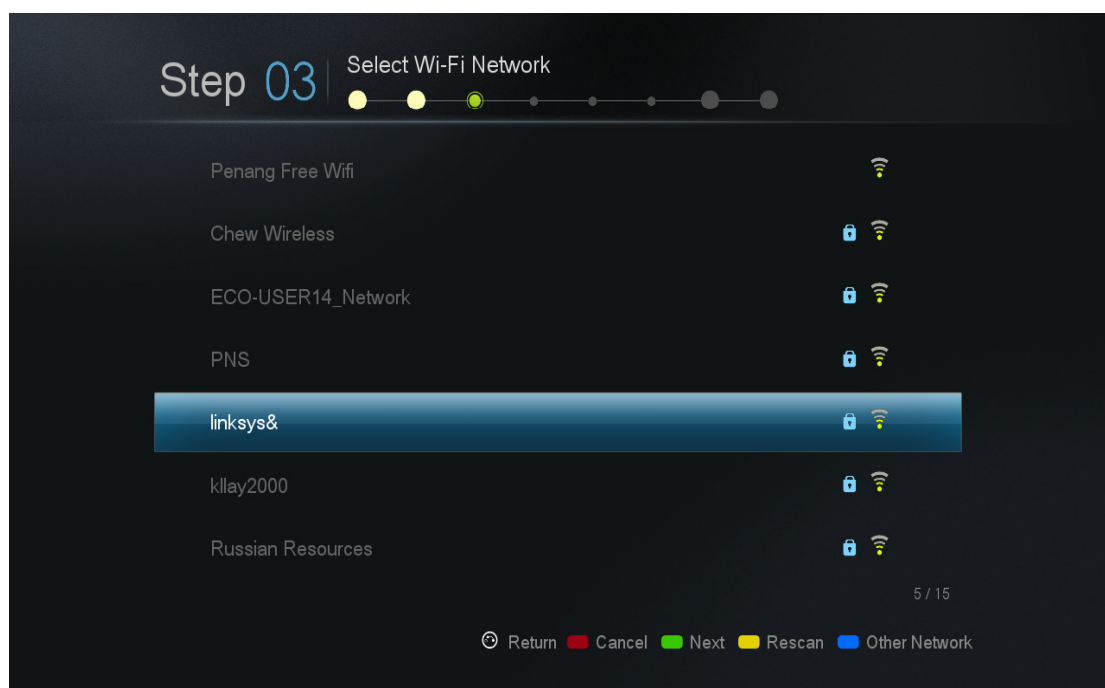 Step 03
Select Wi-Fi Network
Penang Free Wifi
Chew Wireless
ECO-USER14_Network
PNS
linksys&
kllay2000
Russian Resources
5 / 15
Return Cancel Next Rescan Other Network